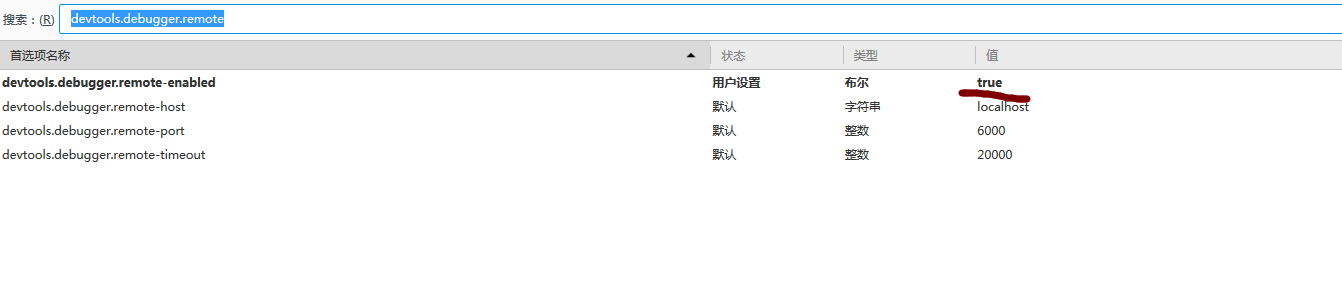 搜索：(R) devtools.debugger.remote
首选项名称 状态 类型 值
devtools.debugger.remote-enabled 用户设置 布尔 true
devtools.debugger.remote-host 默认 字符串 localhost
devtools.debugger.remote-port 默认 整数 6000
devtools.debugger.remote-timeout 默认 整数 20000